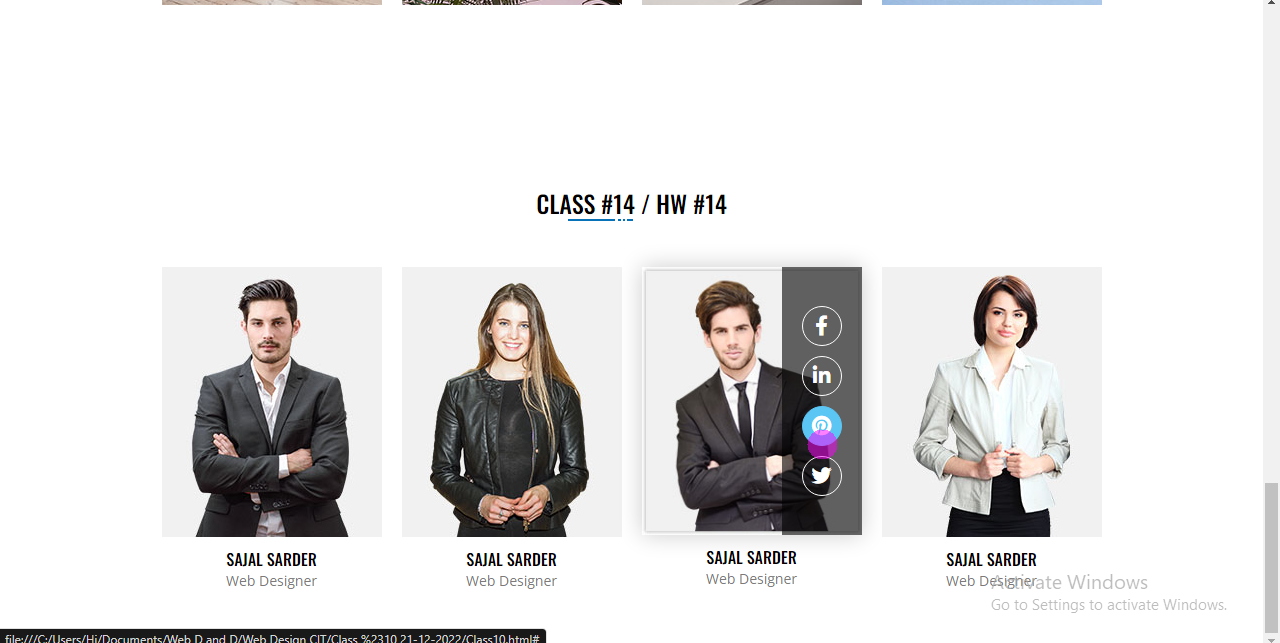 CLASS #14 / HW #14
SAJAL SARDER
Web Designer
SAJAL SARDER
Web Designer
SAJAL SARDER
Web Designer
SAJAL SARDER
Web Designer
Activate Windows
Go to Settings to activate Windows.
file:///C:/Users/Hi/Documents/Web D and D/Web Design CIT/Class %2310 21-12-2022/Class10.html#